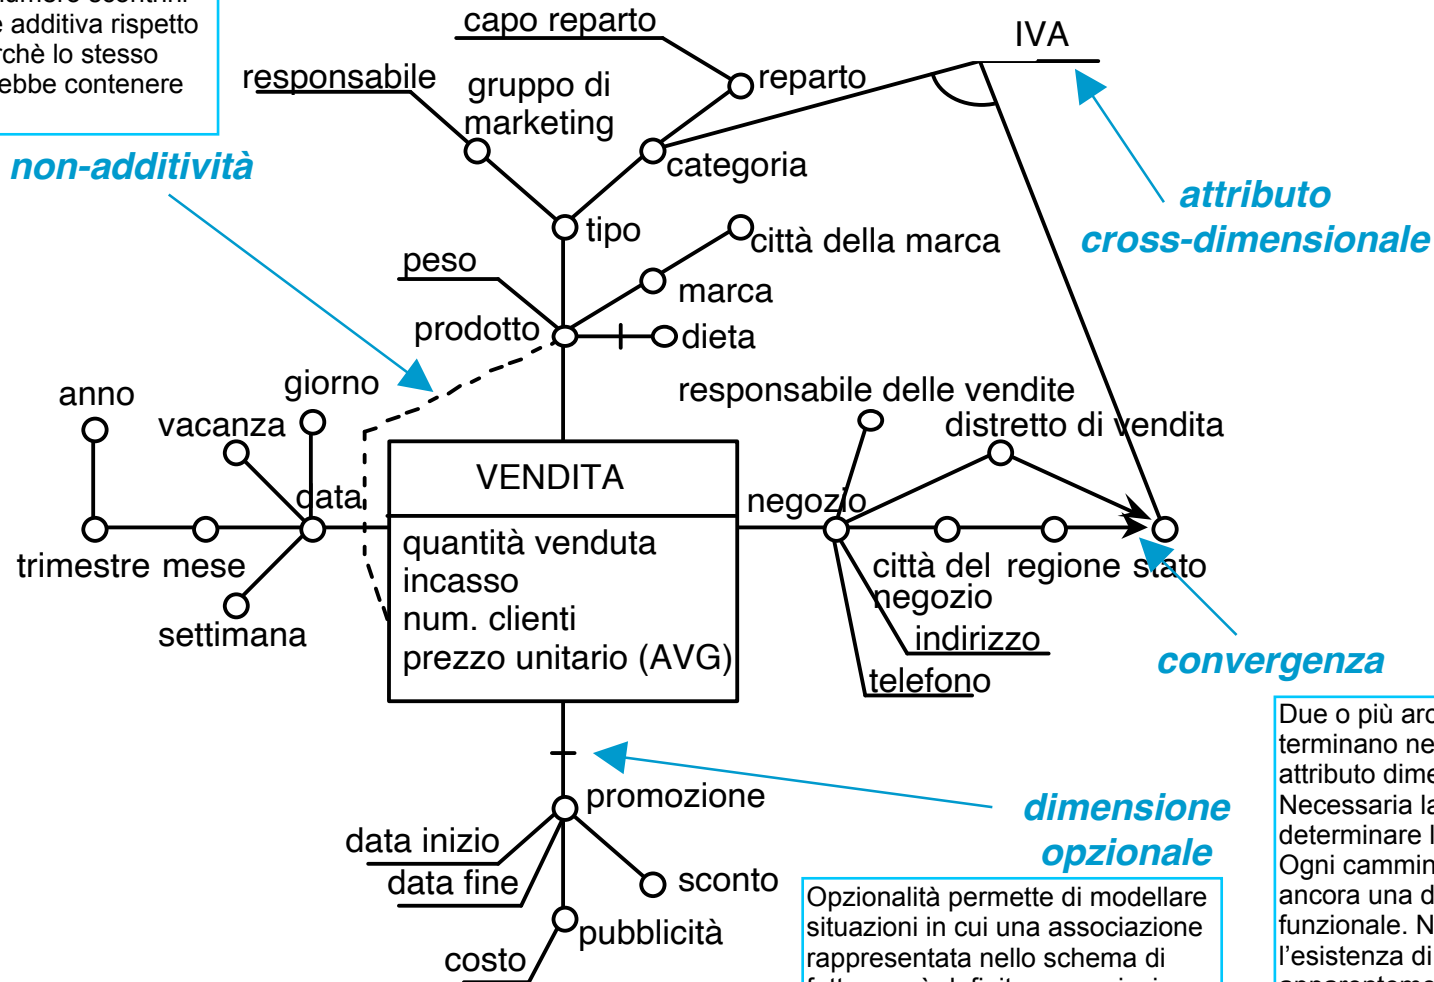 e additiva rispetto
rchè lo stesso
ebbe contenere
non-additività
capo reparto
IVA
responsabile
gruppo di
marketing
reparto
categoria
attributo
cross-dimensionale
tipo
città della marca
peso
marca
prodotto
dieta
anno
giorno
vacanza
responsabile delle vendite
distretto di vendita
data
VENDITA
negozio
quantità venduta
incasso
num. clienti
prezzo unitario (AVG)
trimestre
mese
settimana
città del
negozio
regione
stato
indirizzo
telefono
convergenza
promozione
data inizio
data fine
sconto
pubblicità
costo
dimensione
opzionale
Opzionalità permette di modellare
situazioni in cui una associazione
rappresentata nello schema di
Due o più arc
terminano ne
attributo dime
Necessaria la
determinare l
Ogni cammin
ancora una d
funzionale. N
l'esistenza di